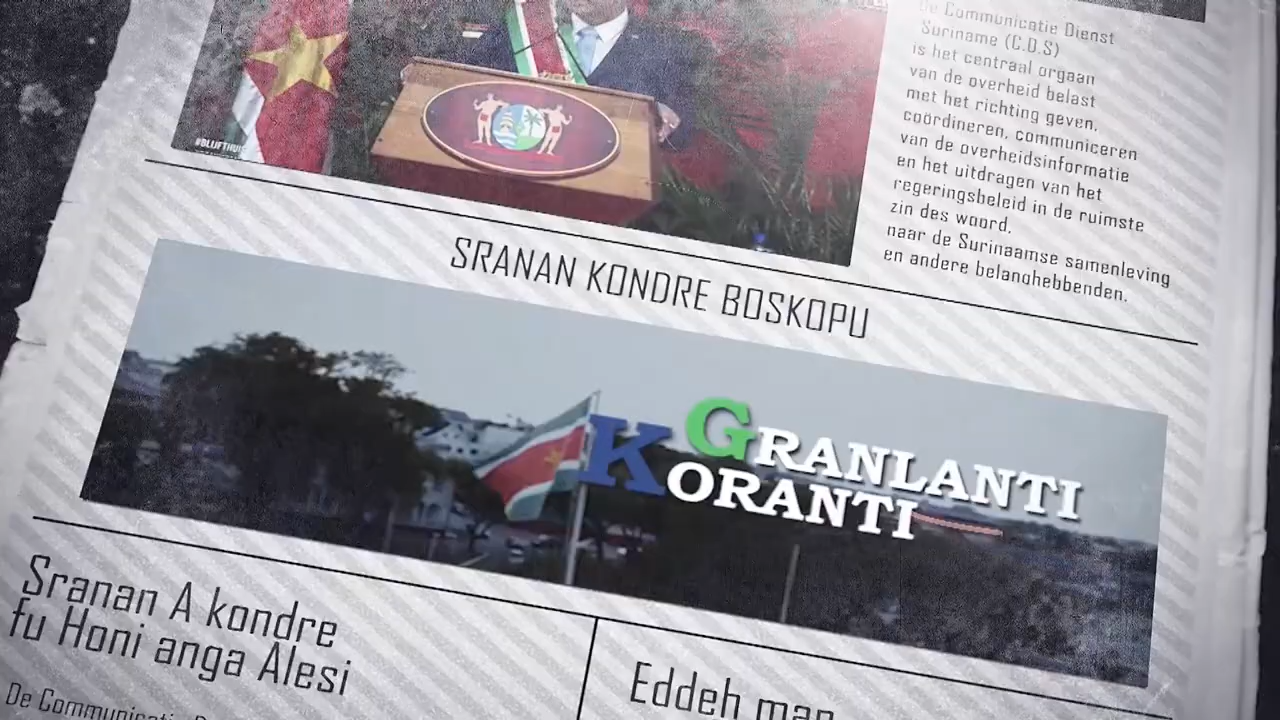 De Communicatie Dienst
Suriname (C.D.S)
is het centraal orgaan
van de overheid belast
met het richting geven,
coördineren, communiceren
van de overheidsinformatie
en het uitdragen van het
regeringsbeleid in de ruimste
zin des woord.
naar de Surinaamse samenleving
en andere belanghebbenden.
SRANAN KONDRE BOSKOPU
GRANLANTI
KORANTI
Sranan A kondre
fu Honi anga Alesi
De
Eddeh man